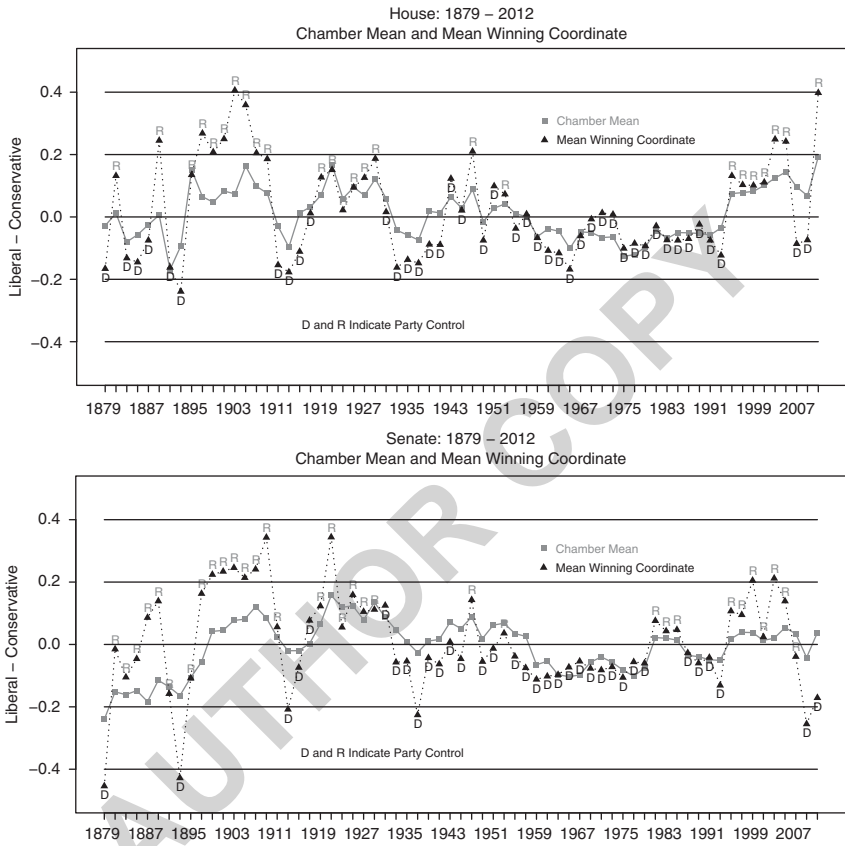 House: 1879 – 2012
Chamber Mean and Mean Winning Coordinate
Liberal – Conservative
0.4
0.2
0.0
−0.2
−0.4
Chamber Mean
Mean Winning Coordinate
D and R Indicate Party Control
1879 1887 1895 1903 1911 1919 1927 1935 1943 1951 1959 1967 1975 1983 1991 1999 2007
Senate: 1879 – 2012
Chamber Mean and Mean Winning Coordinate
Liberal – Conservative
0.4
0.2
0.0
−0.2
−0.4
Chamber Mean
Mean Winning Coordinate
D and R Indicate Party Control
1879 1887 1895 1903 1911 1919 1927 1935 1943 1951 1959 1967 1975 1983 1991 1999 2007
AUTHOR COPY